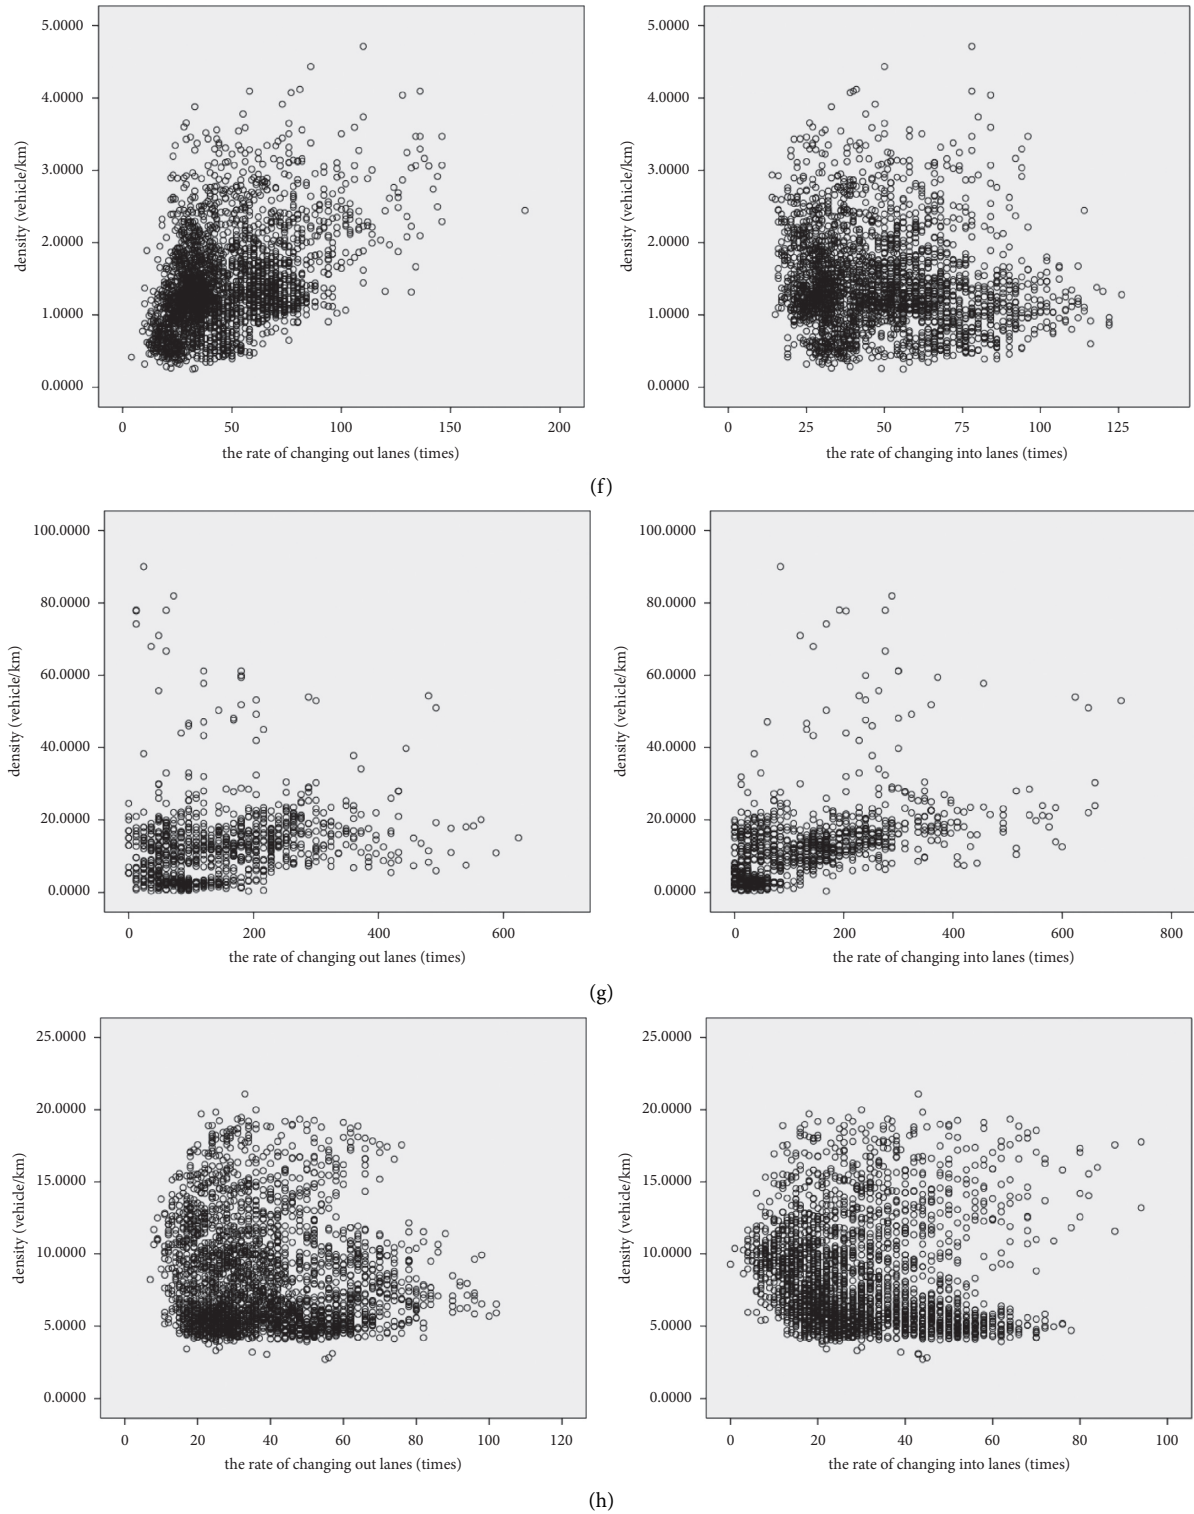 5.0000
4.0000
3.0000
2.0000
1.0000
0.0000
density (vehicle/km)
0 50 100 150 200
the rate of changing out lanes (times)
5.0000
4.0000
3.0000
2.0000
1.0000
0.0000
density (vehicle/km)
0 25 50 75 100 125
the rate of changing into lanes (times)
(f)
100.0000
80.0000
60.0000
40.0000
20.0000
0.0000
density (vehicle/km)
0 200 400 600
the rate of changing out lanes (times)
100.0000
80.0000
60.0000
40.0000
20.0000
0.0000
density (vehicle/km)
0 200 400 600 800
the rate of changing into lanes (times)
(g)
25.0000
20.0000
15.0000
10.0000
5.0000
0.0000
density (vehicle/km)
0 20 40 60 80 100 120
the rate of changing out lanes (times)
25.0000
20.0000
15.0000
10.0000
5.0000
0.0000
density (vehicle/km)
0 20 40 60 80 100
the rate of changing into lanes (times)
(h)